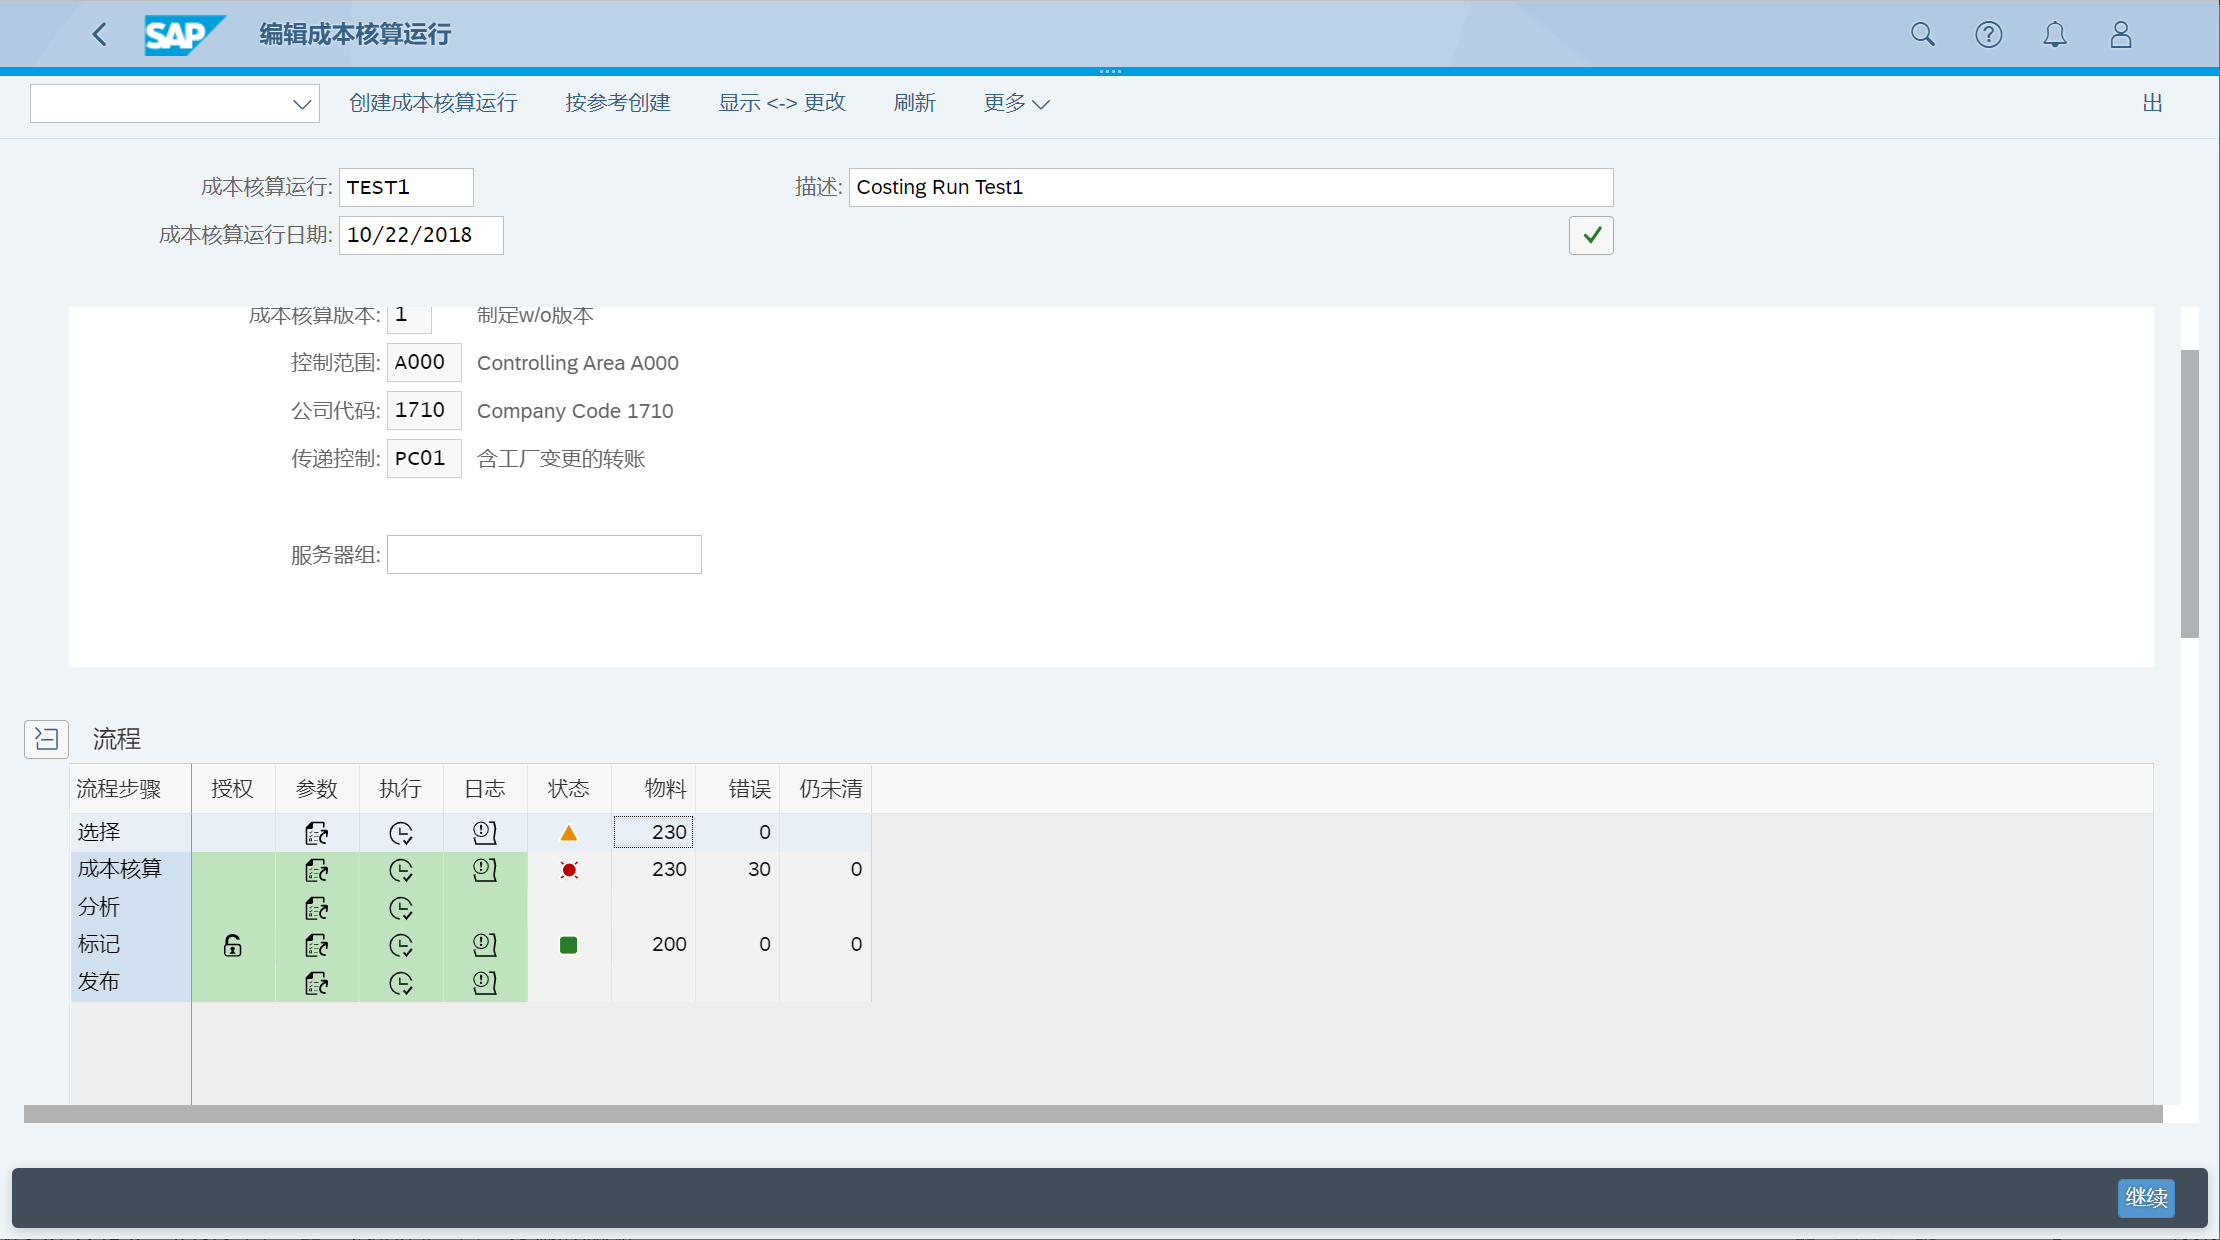 SAP 编辑成本核算运行
创建成本核算运行 按参考创建 显示 <-> 更改 刷新 更多 出
成本核算运行: TEST1 描述: Costing Run Test1
成本核算运行日期: 10/22/2018
成本核算版本: 1 制定w/o版本
控制范围: A000 Controlling Area A000
公司代码: 1710 Company Code 1710
传递控制: PC01 含工厂变更的转账
服务器组:
流程
流程步骤 授权 参数 执行 日志 状态 物料 错误 仍未清
选择 230 0
成本核算 230 30 0
分析
标记 200 0 0
发布
继续